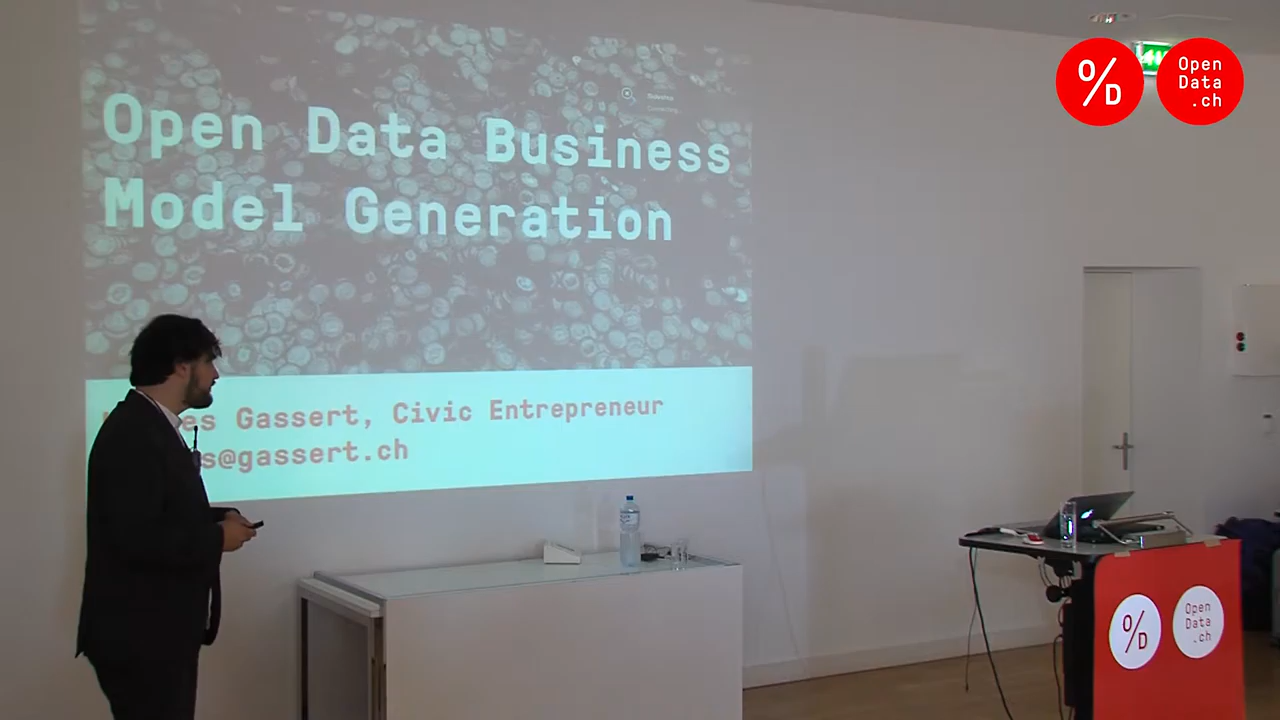 Open Data Business
Model Generation
es Gassert, Civic Entrepreneur
s@gassert.ch
O/D
Open
Data
.ch
O/D
Open
Data
.ch